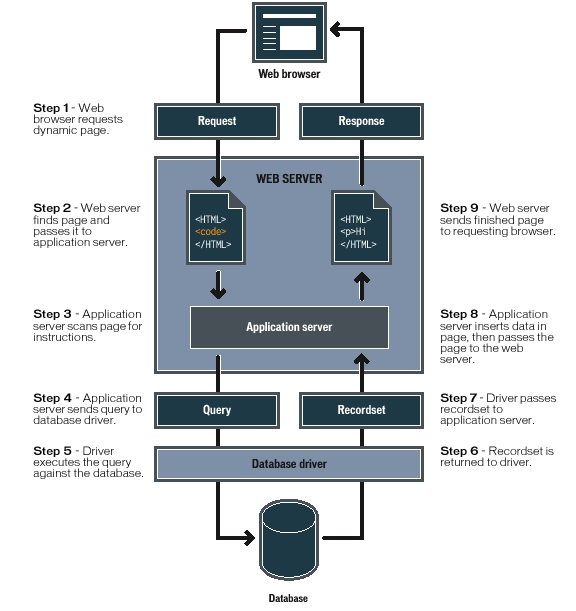 Web browser
Step 1 - Web
browser requests
dynamic page.
Request
Response
WEB SERVER
Step 2 - Web server
finds page and
passes it to
application server.
<HTML>
<code>
</HTML>
<HTML>
<p>Hi
</HTML>
Step 9 - Web server
sends finished page
to requesting browser.
Step 3 - Application
server scans page for
instructions.
Application server
Step 8 - Application
server inserts data in
page, then passes the
page to the web
server.
Step 4 - Application
server sends query to
database driver.
Query
Recordset
Step 7 - Driver passes
recordset to
application server.
Step 5 - Driver
executes the query
against the database.
Database driver
Step 6 - Recordset is
returned to driver.
Database